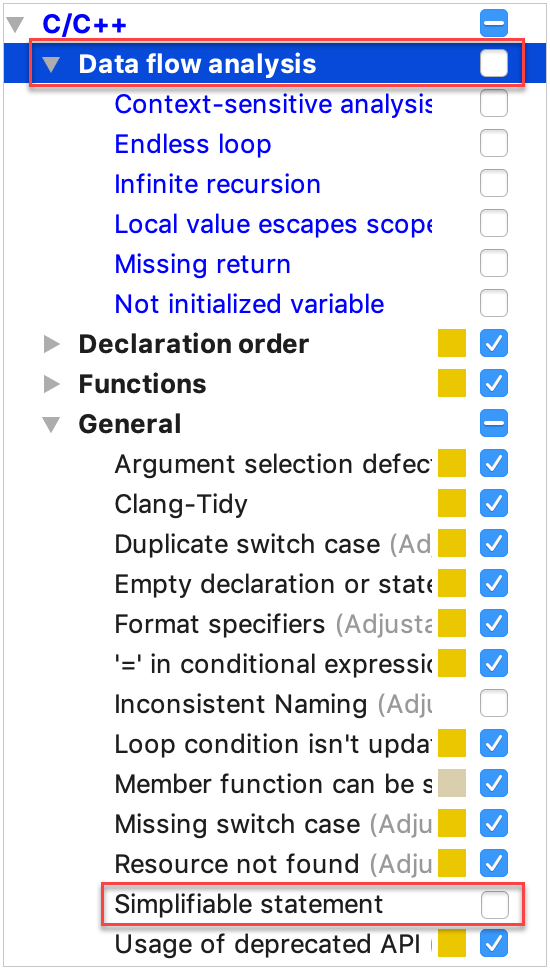 C/C++
Data flow analysis
Context-sensitive analysis
Endless loop
Infinite recursion
Local value escapes scope
Missing return
Not initialized variable
Declaration order
Functions
General
Argument selection defec
Clang-Tidy
Duplicate switch case (Ad
Empty declaration or state
Format specifiers (Adjusta
'=' in conditional expressio
Inconsistent Naming (Adju
Loop condition isn't updat
Member function can be s
Missing switch case (Adju
Resource not found (Adju
Simplifiable statement
Usage of deprecated API (